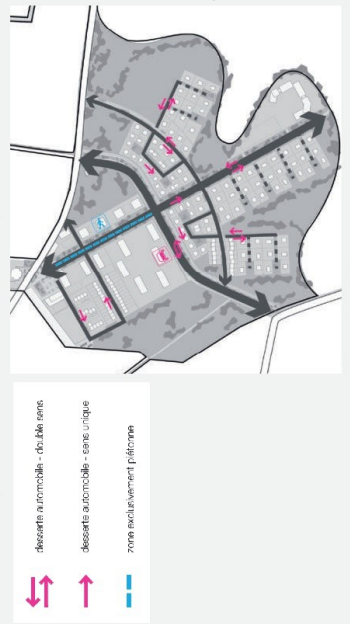 desserte automobile - double sens
desserte automobile - sens unique
zone exclusivement piétonne